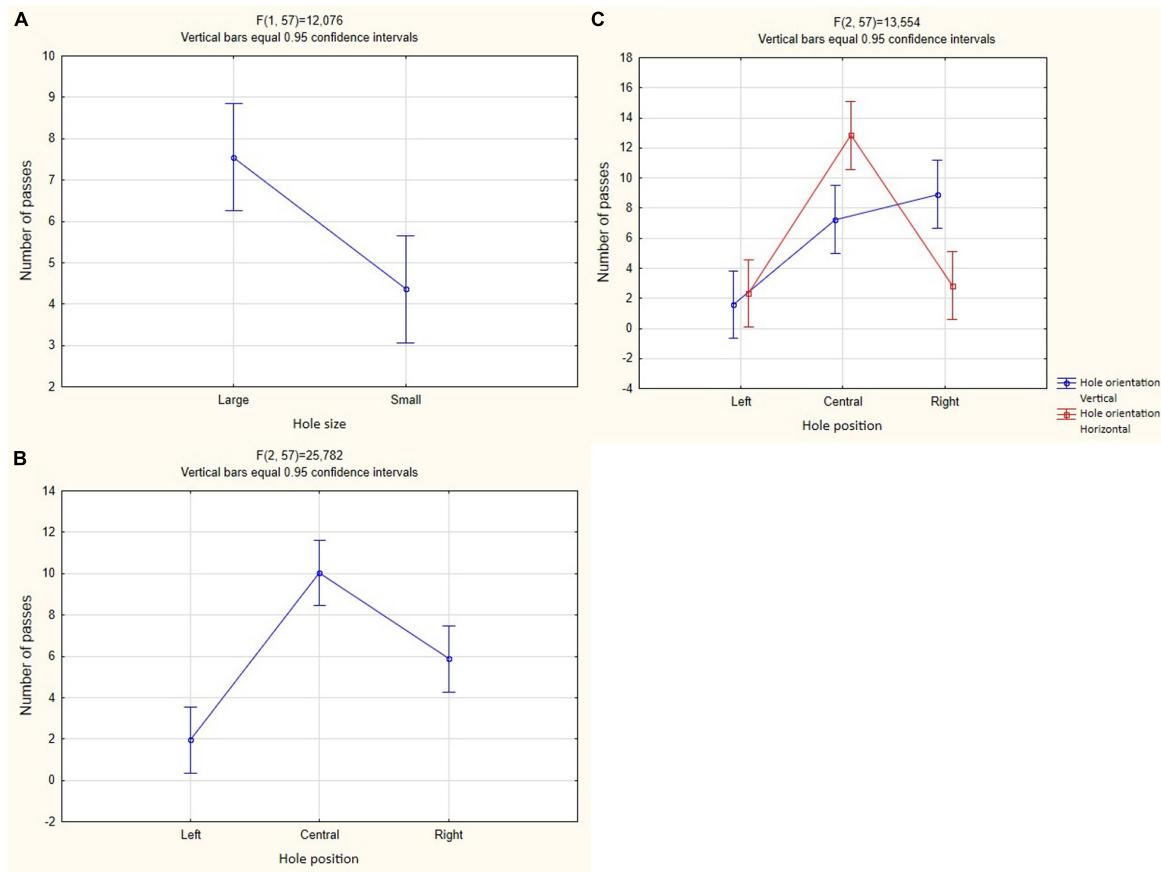 A
F(1, 57)=12,076
Vertical bars equal 0.95 confidence intervals
10
9
8
7
6
5
4
3
2
Number of passes
Large
Small
Hole size
B
F(2, 57)=25,782
Vertical bars equal 0.95 confidence intervals
14
12
10
8
6
4
2
0
-2
Number of passes
Left
Central
Right
Hole position
C
F(2, 57)=13,554
Vertical bars equal 0.95 confidence intervals
18
16
14
12
10
8
6
4
2
0
-2
-4
Number of passes
Left
Central
Right
Hole position
Hole orientation
Vertical
Hole orientation
Horizontal